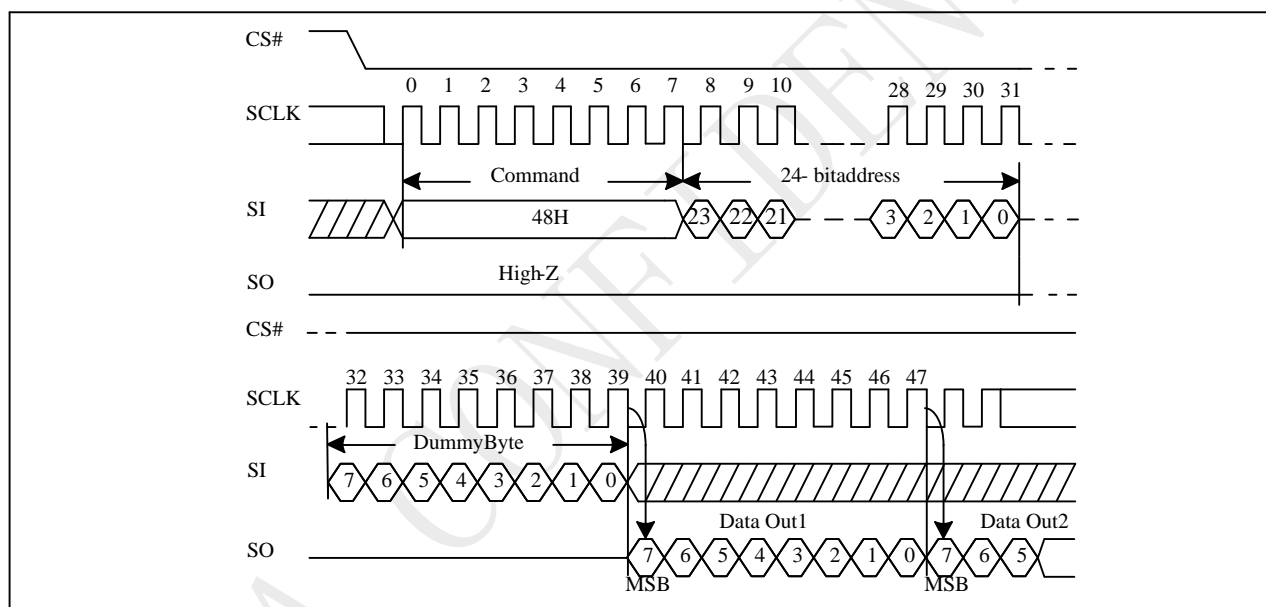 CS#
0 1 2 3 4 5 6 7 8 9 10 28 29 30 31
SCLK
Command 24- bitaddress
SI 48H 23 22 21 3 2 1 0
High-Z
SO
CS#
32 33 34 35 36 37 38 39 40 41 42 43 44 45 46 47
SCLK
DummyByte
SI 7 6 5 4 3 2 1 0
Data Out1 Data Out2
SO 7 6 5 4 3 2 1 0 7 6 5
MSB MSB